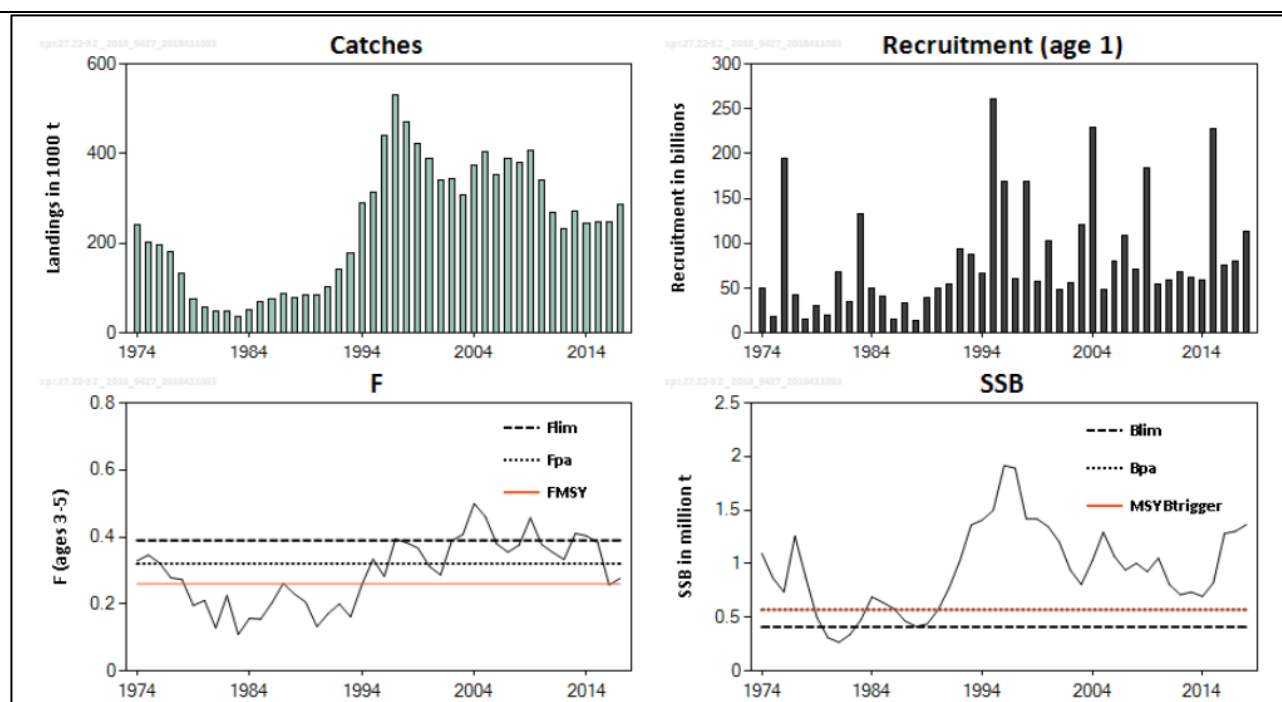 Catches
Landings in 1000 t
600
400
200
0
1974 1984 1994 2004 2014
Recruitment (age 1)
Recruitment in billions
300
250
200
150
100
50
0
1974 1984 1994 2004 2014
F
F (ages 3-5)
0.8
0.6
0.4
0.2
0
Flim
Fpa
FMSY
1974 1984 1994 2004 2014
SSB
SSB in million t
2.5
2
1.5
1
0.5
0
Blim
Bpa
MSYBtrigger
1974 1984 1994 2004 2014